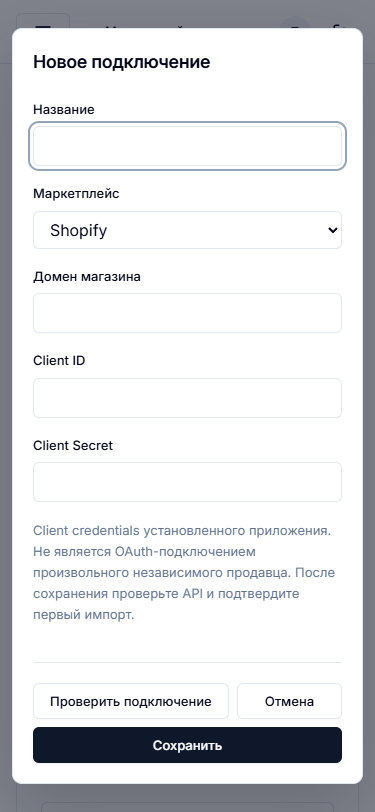 Новое подключение
Название
Маркетплейс
Shopify
Домен магазина
Client ID
Client Secret
Client credentials установленного приложения.
Не является OAuth-подключением
произвольного независимого продавца. После
сохранения проверьте API и подтвердите
первый импорт.
Проверить подключение
Отмена
Сохранить